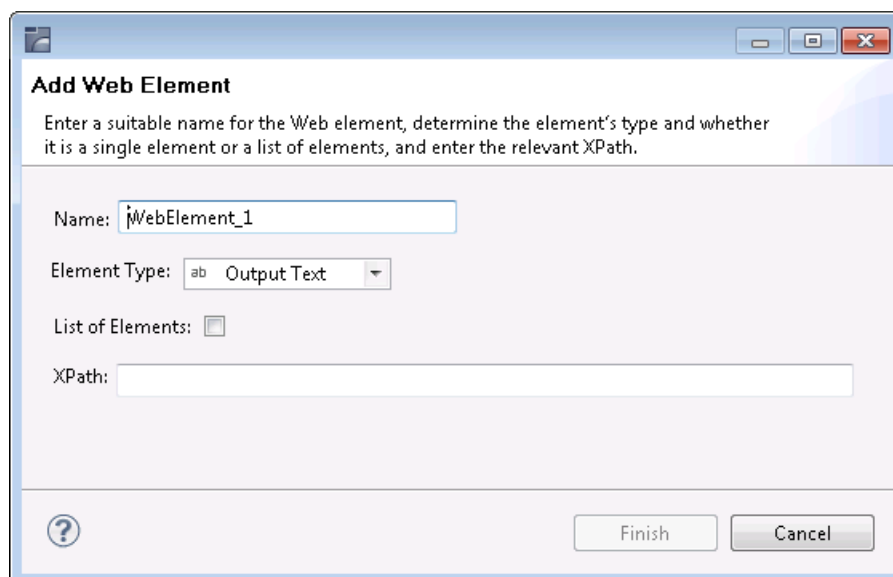 Add Web Element
Enter a suitable name for the Web element, determine the element's type and whether
it is a single element or a list of elements, and enter the relevant XPath.
Name: WebElement_1
Element Type: ab Output Text
List of Elements:
XPath:
? Finish Cancel